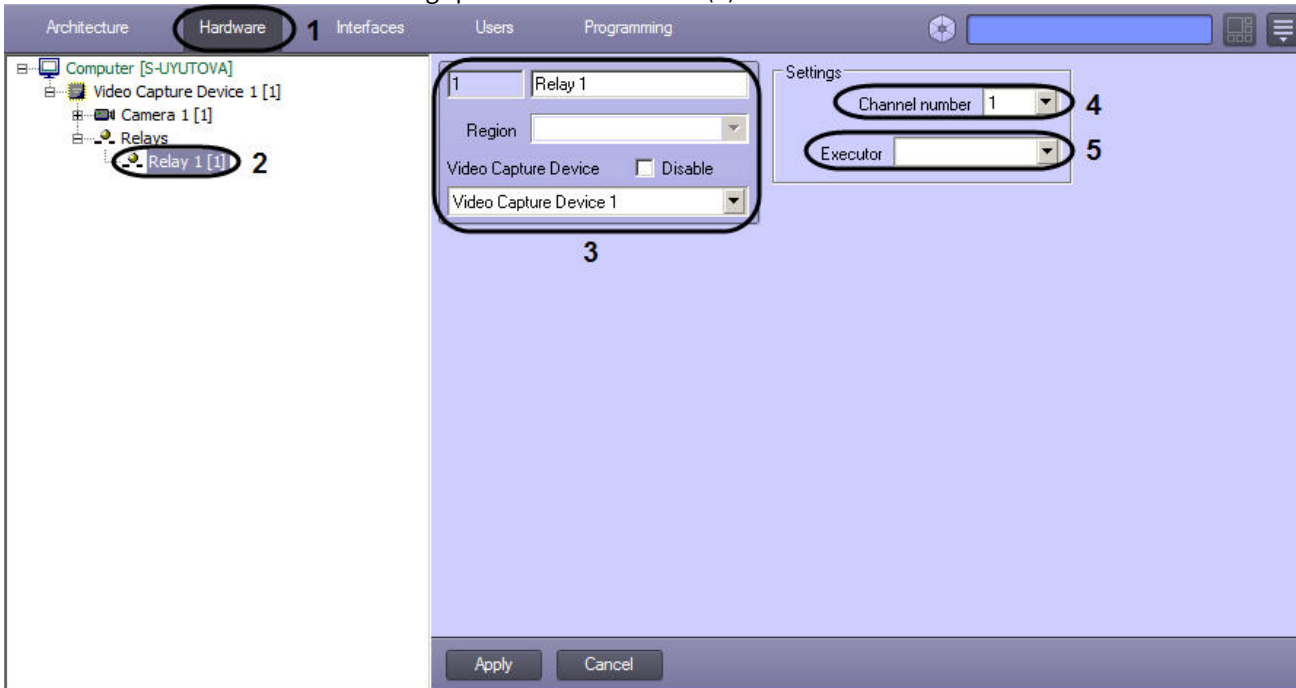 Architecture Hardware 1 Interfaces Users Programming
Computer [S-UYUTOVA]
Video Capture Device 1 [1]
Camera 1 [1]
Relays
Relay 1 [1] 2
1 Relay 1
Region
Video Capture Device Disable
Video Capture Device 1
3
Settings
Channel number 1 4
Executor 5
Apply Cancel